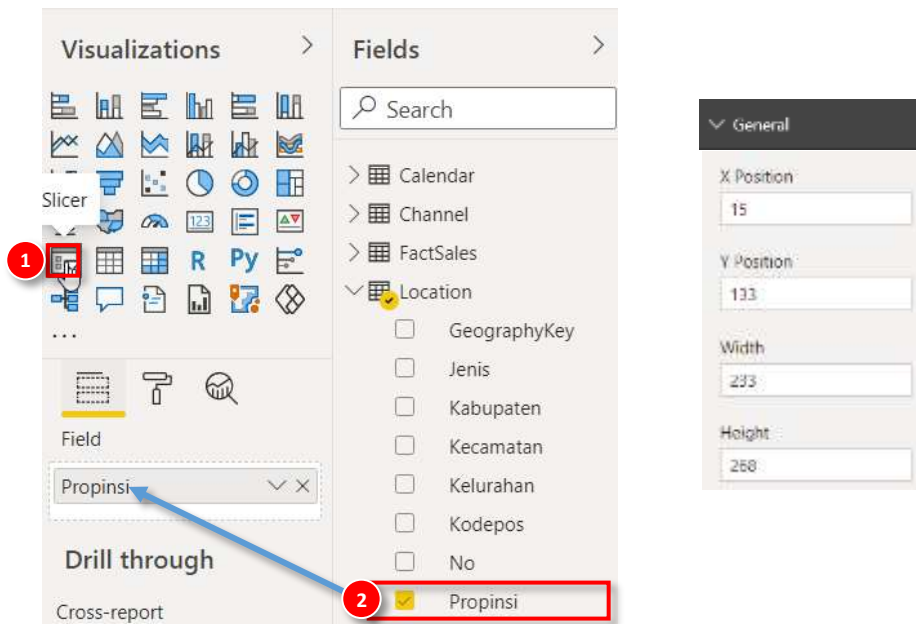 Visualizations
Slicer
123
R
Py
1
...
Field
Propinsi
Drill through
Cross-report
Fields
Search
Calendar
Channel
FactSales
Location
GeographyKey
Jenis
Kabupaten
Kecamatan
Kelurahan
Kodepos
No
2
Propinsi
General
X Position
15
Y Position
133
Width
233
Height
268